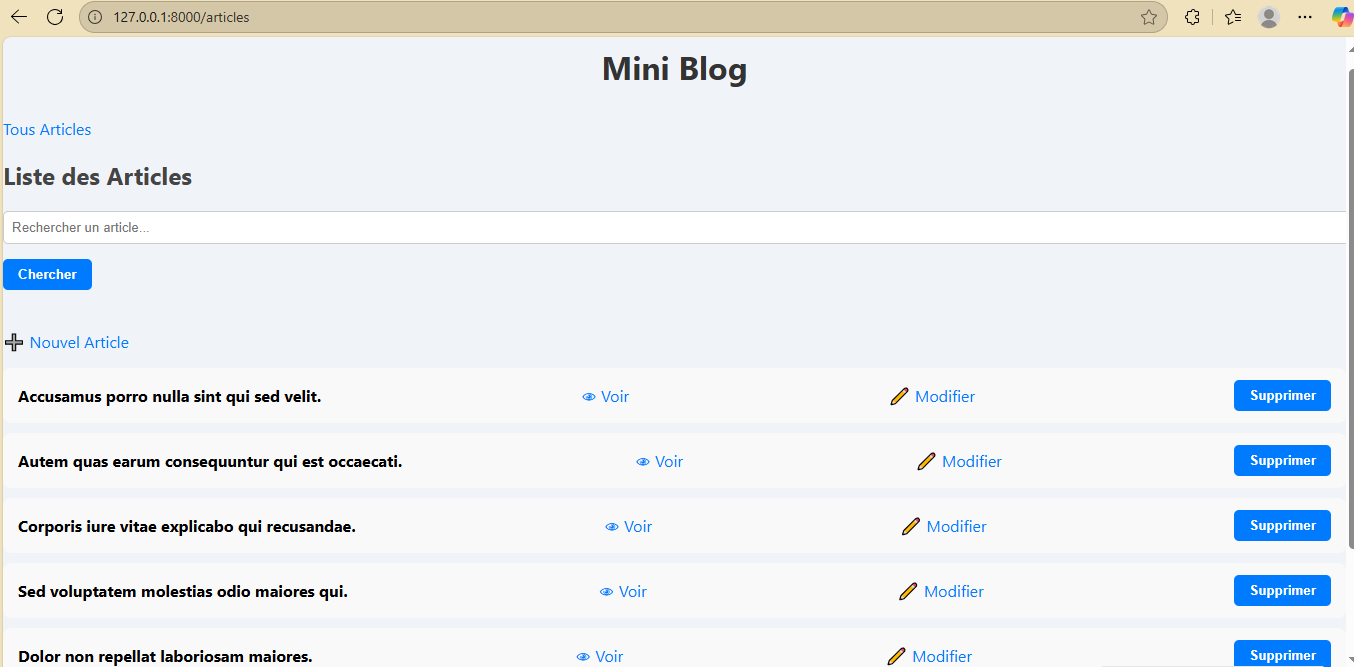 127.0.0.1:8000/articles
Mini Blog
Tous Articles
Liste des Articles
Rechercher un article...
Chercher
Nouvel Article
Accusamus porro nulla sint qui sed velit. Voir Modifier Supprimer
Autem quas earum consequuntur qui est occaecati. Voir Modifier Supprimer
Corporis iure vitae explicabo qui recusandae. Voir Modifier Supprimer
Sed voluptatem molestias odio maiores qui. Voir Modifier Supprimer
Dolor non repellat laboriosam maiores. Voir Modifier Supprimer